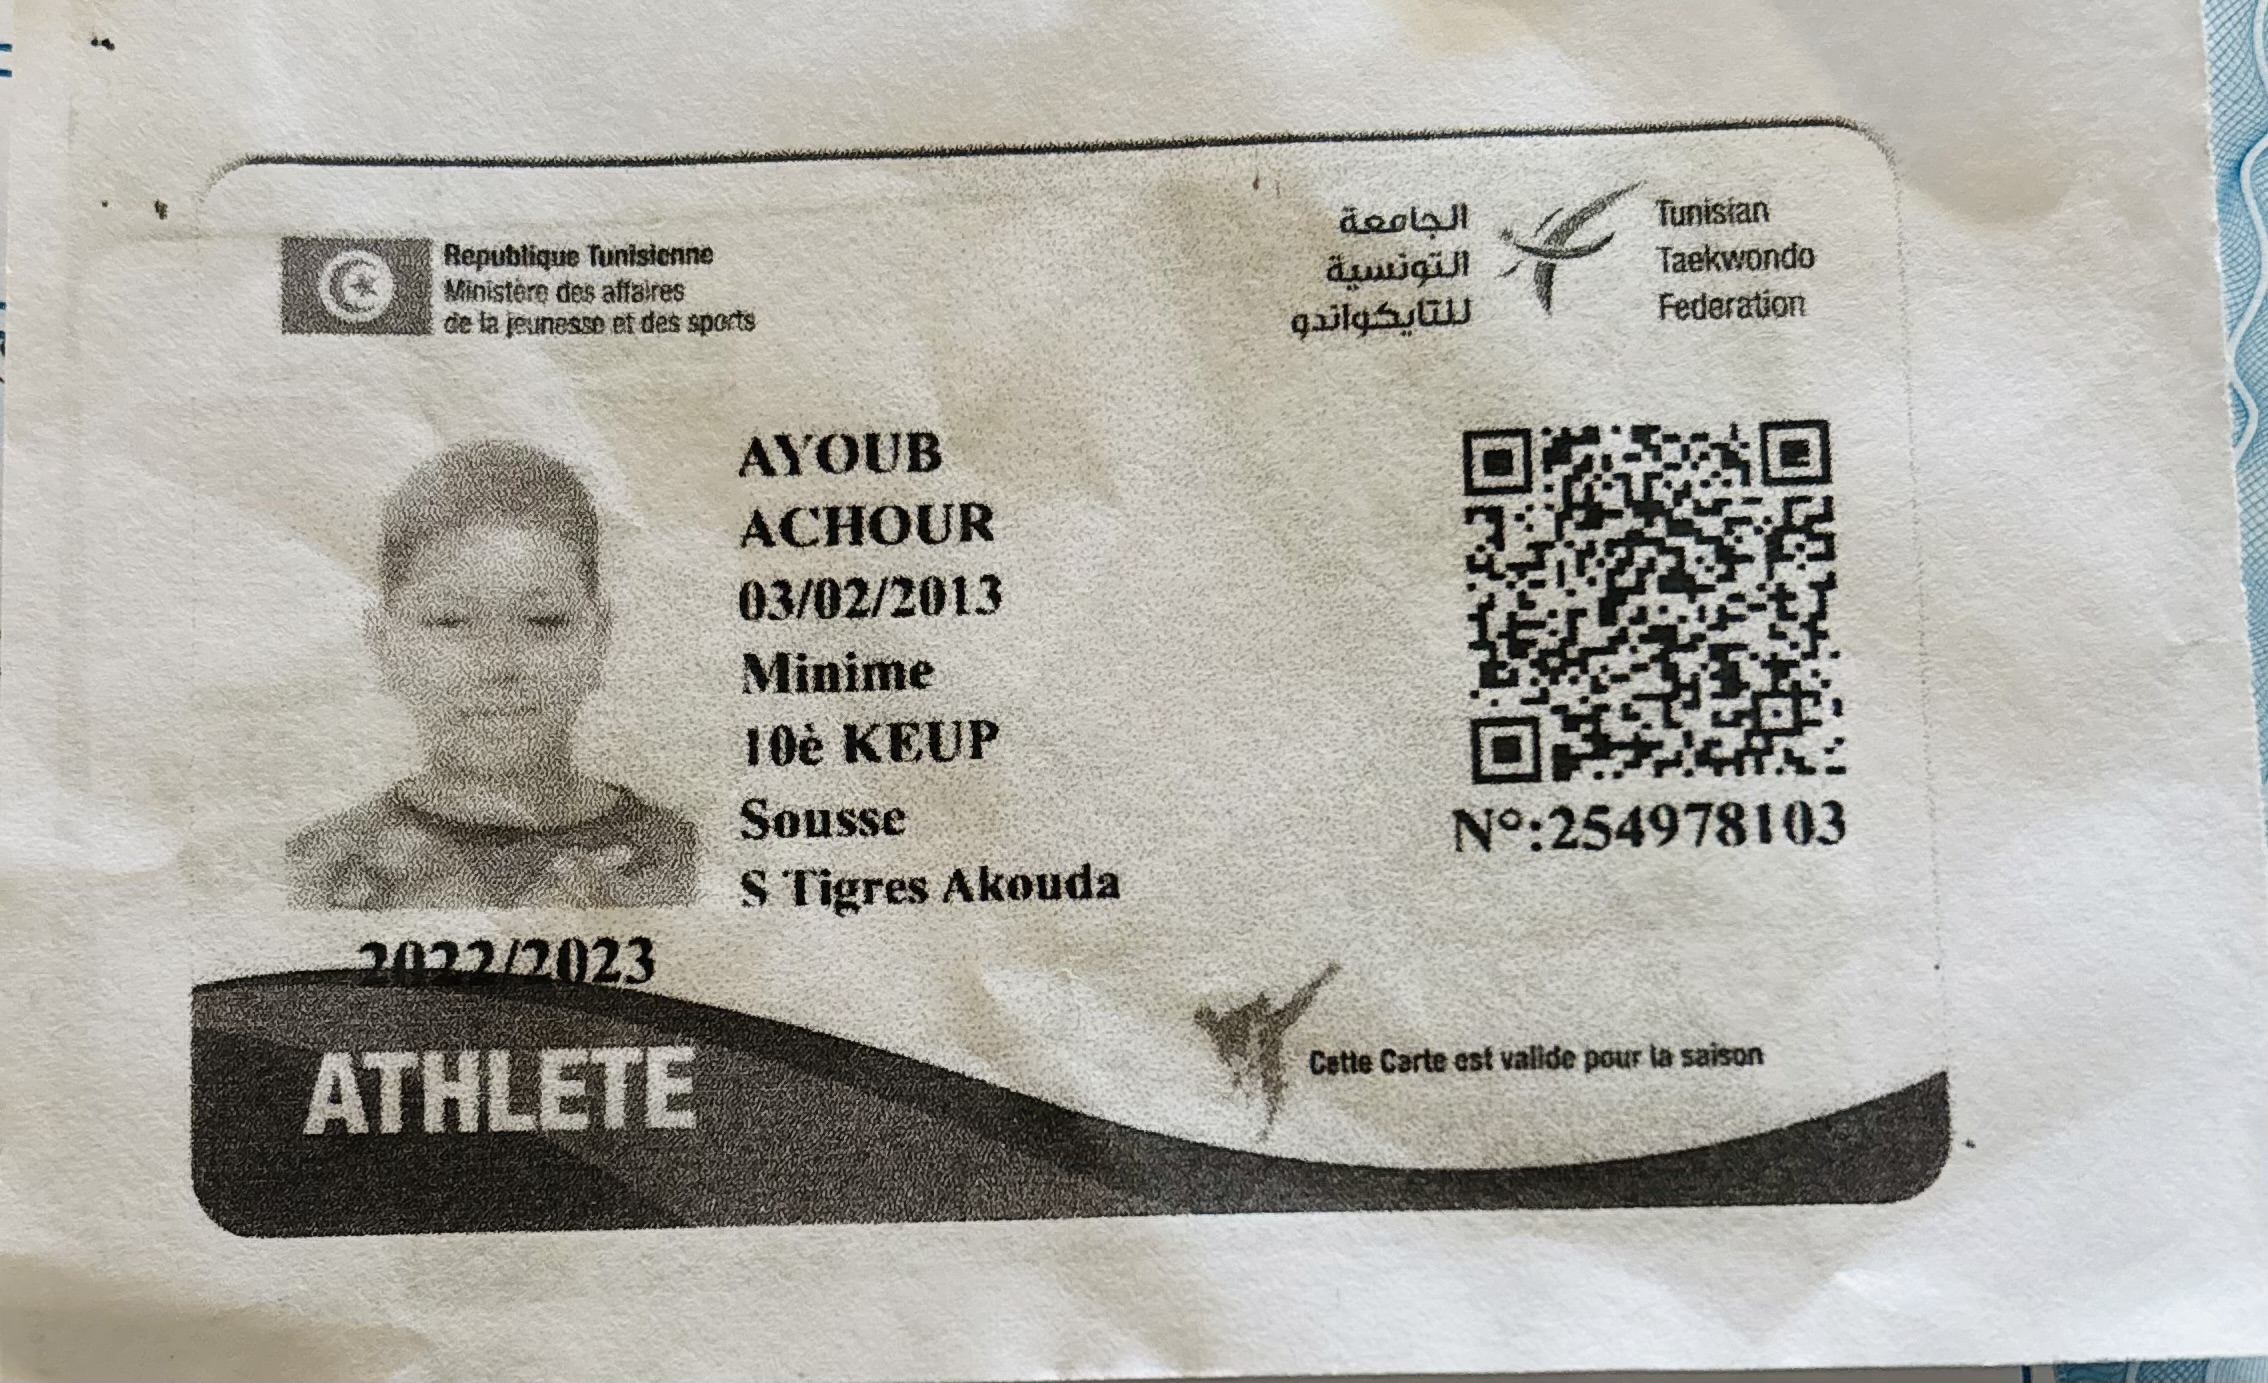 Republique Tunisienne
Ministère des affaires
de la jeunesse et des sports
الجامعة
التونسية
للتايكواندو
Tunisian
Taekwondo
Federation
AYOUB
ACHOUR
03/02/2013
Minime
10è KEUP
Sousse
S Tigres Akouda
N°:254978103
2022/2023
ATHLETE
Cette Carte est valide pour la saison